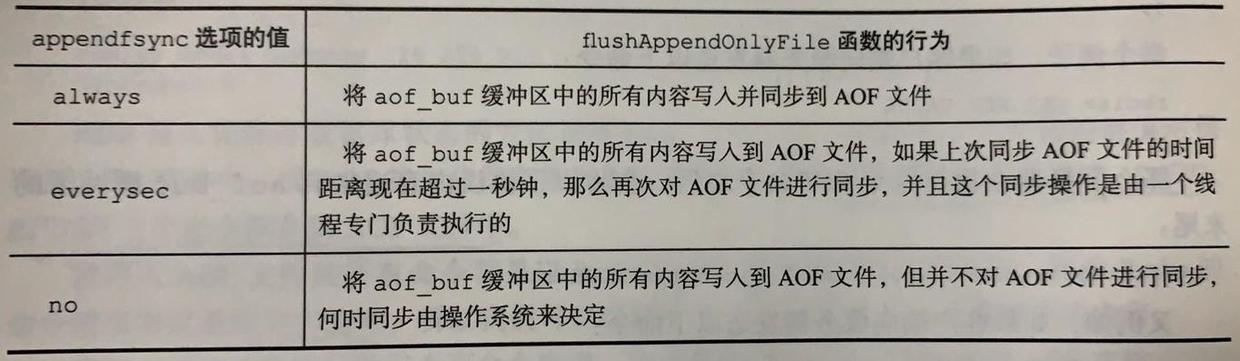 appendfsync 选项的值 flushAppendOnlyFile 函数的行为
always 将 aof_buf 缓冲区中的所有内容写入并同步到 AOF 文件
将 aof_buf 缓冲区中的所有内容写入到 AOF 文件，如果上次同步 AOF 文件的时间
everysec 距离现在超过一秒钟，那么再次对 AOF 文件进行同步，并且这个同步操作是由一个线
程专门负责执行的
no 将 aof_buf 缓冲区中的所有内容写入到 AOF 文件，但并不对 AOF 文件进行同步，
何时同步由操作系统来决定